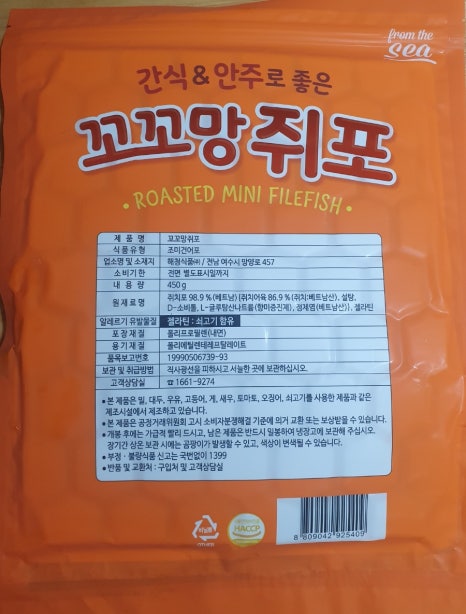 from the
sea
간식 & 안주로 좋은
꼬꼬망쥐포
• ROASTED MINI FILEFISH •
제 품 명 꼬꼬망쥐포
식 품 유 형 조미건어포
업소명 및 소재지 해청식품㈜ / 전남 여수시 망양로 457
소 비 기 한 전면 별도표시일까지
내 용 량 450 g
원 재 료 명 쥐치포 98.9 % (베트남) {쥐치어육 86.9 % (쥐치:베트남산), 설탕,
D-소비톨, L-글루탐산나트륨(향미증진제), 정제염(베트남산)}, 젤라틴
알레르기 유발물질 젤라틴 : 쇠고기 함유
포 장 재 질 폴리프로필렌(내면)
용 기 재 질 폴리에틸렌테레프탈레이트
품목보고번호 19990506739-93
보관 및 취급방법 직사광선을 피하시고 서늘한 곳에 보관하십시오.
고객상담실 ☎ 1661-9274
• 본 제품은 밀, 대두, 우유, 고등어, 게, 새우, 토마토, 오징어, 쇠고기를 사용한 제품과 같은
제조시설에서 제조하고 있습니다.
• 본 제품은 공정거래위원회 고시 소비자분쟁해결 기준에 의거 교환 또는 보상받을 수 있습니다.
• 개봉 후에는 가급적 빨리 드시고, 남은 제품은 반드시 밀봉하여 냉장고에 보관해 주십시오.
장기간 상온 보관 시에는 곰팡이가 발생할 수 있고, 색상이 변색될 수 있습니다.
• 부정 · 불량식품 신고는 국번없이 1399
• 반품 및 교환처 : 구입처 및 고객상담실
OTHER
HACCP
8 809042 925409